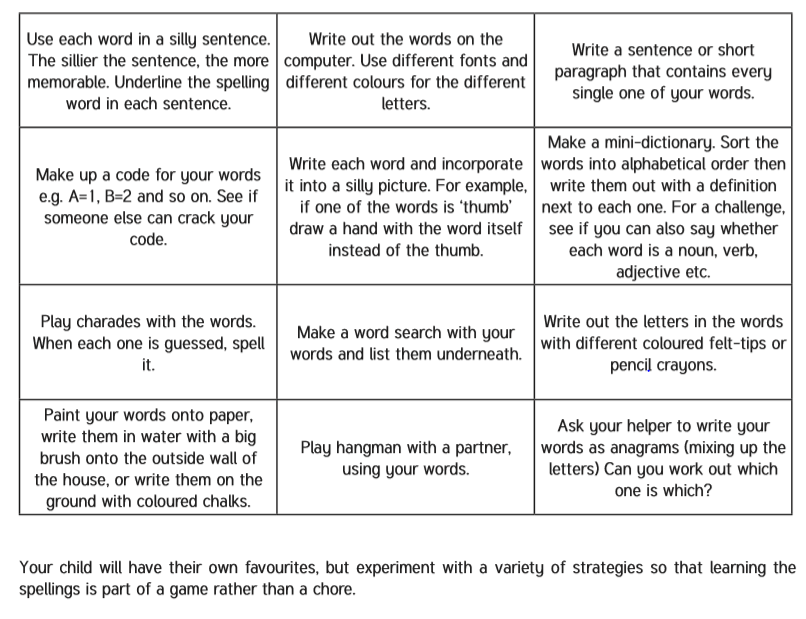 Use each word in a silly sentence.
The sillier the sentence, the more
memorable. Underline the spelling
word in each sentence.
Write out the words on the
computer. Use different fonts and
different colours for the different
letters.
Write a sentence or short
paragraph that contains every
single one of your words.
Make up a code for your words
e.g. A=1, B=2 and so on. See if
someone else can crack your
code.
Write each word and incorporate
it into a silly picture. For example,
if one of the words is ‘thumb’
draw a hand with the word itself
instead of the thumb.
Make a mini-dictionary. Sort the
words into alphabetical order then
write them out with a definition
next to each one. For a challenge,
see if you can also say whether
each word is a noun, verb,
adjective etc.
Play charades with the words.
When each one is guessed, spell
it.
Make a word search with your
words and list them underneath.
Write out the letters in the words
with different coloured felt-tips or
pencil crayons.
Paint your words onto paper,
write them in water with a big
brush onto the outside wall of
the house, or write them on the
ground with coloured chalks.
Play hangman with a partner,
using your words.
Ask your helper to write your
words as anagrams (mixing up the
letters) Can you work out which
one is which?
Your child will have their own favourites, but experiment with a variety of strategies so that learning the
spellings is part of a game rather than a chore.